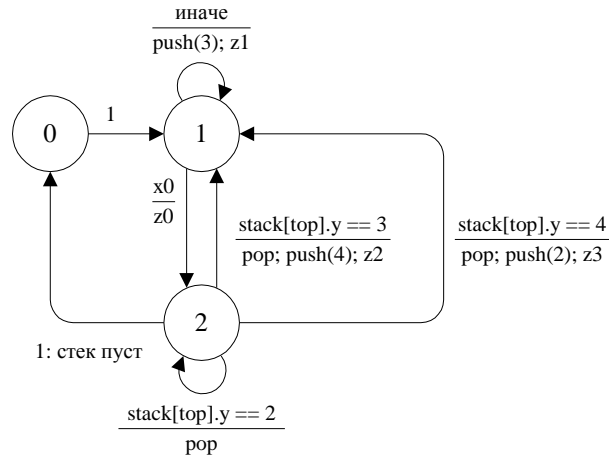 иначе
push(3); z1
0
1
1
x0
z0
stack[top].y == 3
pop; push(4); z2
stack[top].y == 4
pop; push(2); z3
2
1: стек пуст
stack[top].y == 2
pop